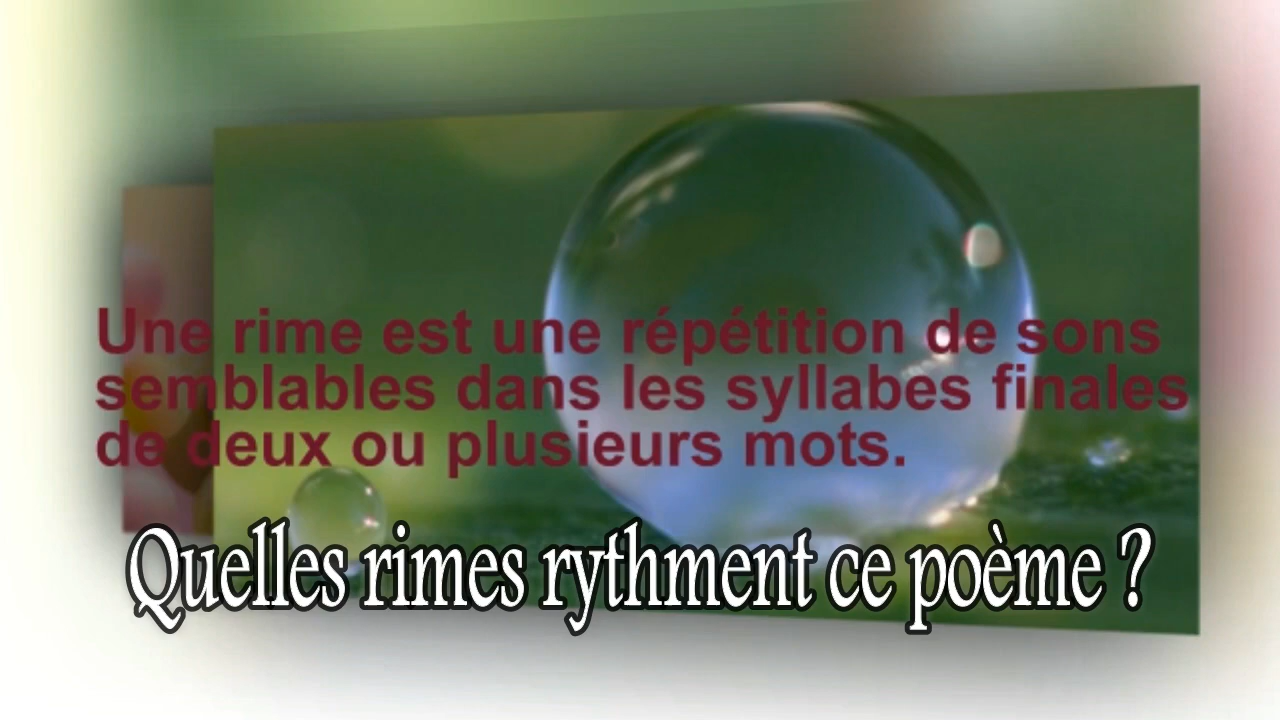 Une rime est une répétition de sons
semblables dans les syllabes finales
de deux ou plusieurs mots.
Quelles rimes rythment ce poème ?